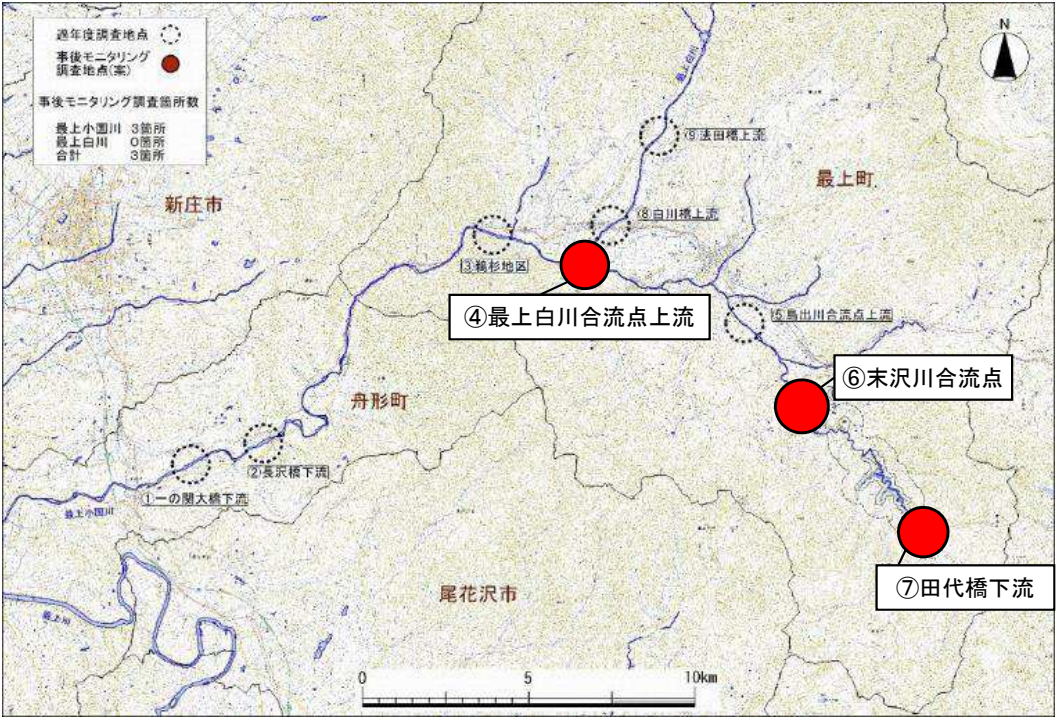 過年度調査地点
事後モニタリング
調査地点(案)
事後モニタリング調査箇所数
最上小国川 3箇所
最上白川 0箇所
合計 3箇所
N
最上白川
⑨法田橋上流
最上町
新庄市
⑧白川橋上流
③鵜杉地区
④最上白川合流点上流
⑤烏出川合流点上流
⑥末沢川合流点
舟形町
②長沢橋下流
①一の関大橋下流
最上小国川
⑦田代橋下流
尾花沢市
最上川
0 5 10km